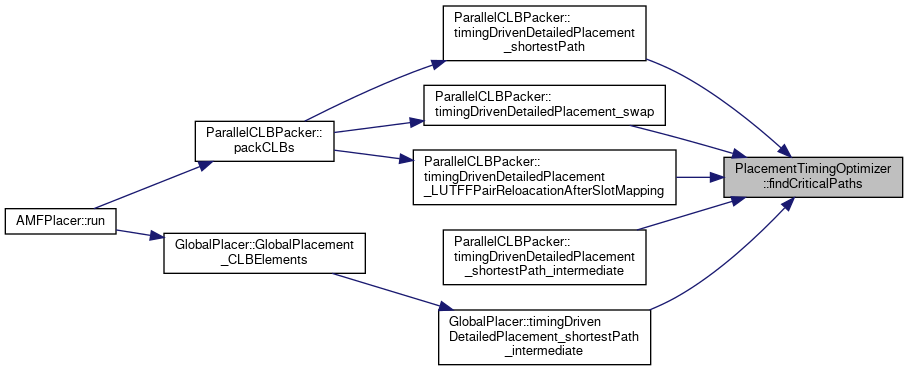 ParallelCLBPacker::
timingDrivenDetailedPlacement
_shortestPath
ParallelCLBPacker::
timingDrivenDetailedPlacement_swap
ParallelCLBPacker::
packCLBs
ParallelCLBPacker::
timingDrivenDetailedPlacement
_LUTFFPairReloacationAfterSlotMapping
PlacementTimingOptimizer
::findCriticalPaths
AMFPlacer::run
GlobalPlacer::GlobalPlacement
_CLBElements
ParallelCLBPacker::
timingDrivenDetailedPlacement
_shortestPath_intermediate
GlobalPlacer::timingDriven
DetailedPlacement_shortestPath
_intermediate